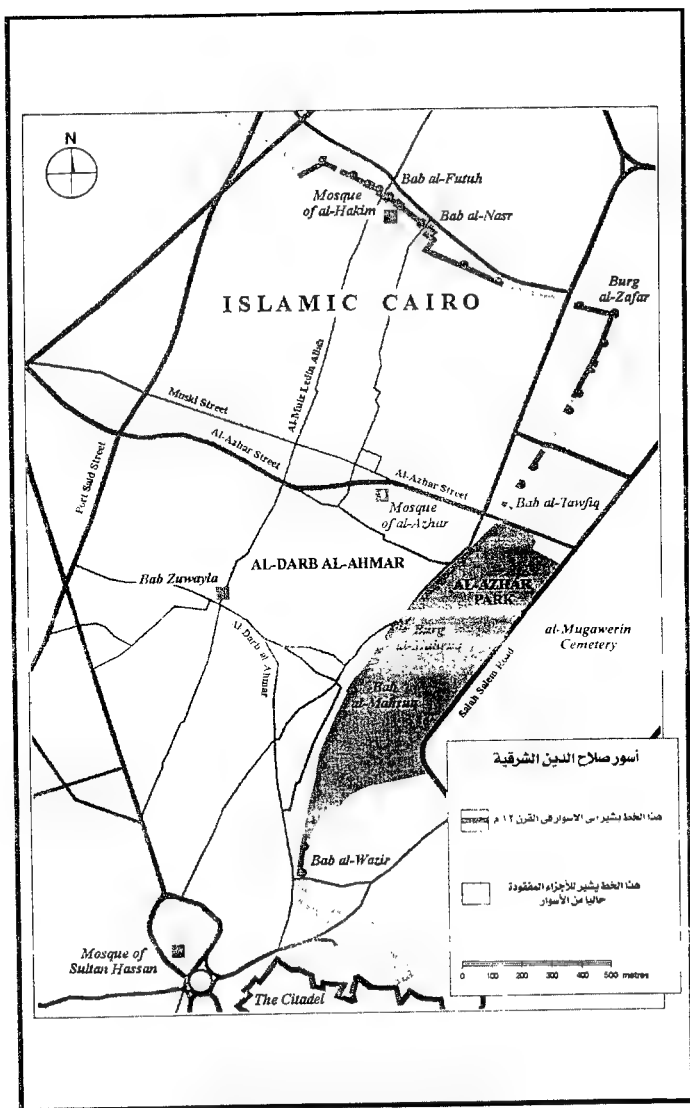 N
Bab al-Futuh
Mosque
of al-Hakim
Bab al-Nasr
ISLAMIC CAIRO
Burg
al-Zafar
Al-Muiz Ledin Allah
Muski Street
Al-Azhar Street
Al-Azhar Street
Port Said Street
Mosque
of al-Azhar
Bab al-Tawfiq
AL-DARB AL-AHMAR
Bab Zuwayla
AL-AZHAR
PARK
al-Mugawerin
Cemetery
Al Darb al Ahmar
Burg
Bab
al-Mahruq
Salah Salem Road
أسور صلاح الدين الشرقية
هذا الخط يشير الى الاسوار فى القرن ١٢ م
هذا الخط يشير للأجزاء المفقودة
حاليا من الأسوار
Bab al-Wazir
Mosque of
Sultan Hassan
The Citadel
0 100 200 300 400 500 metres